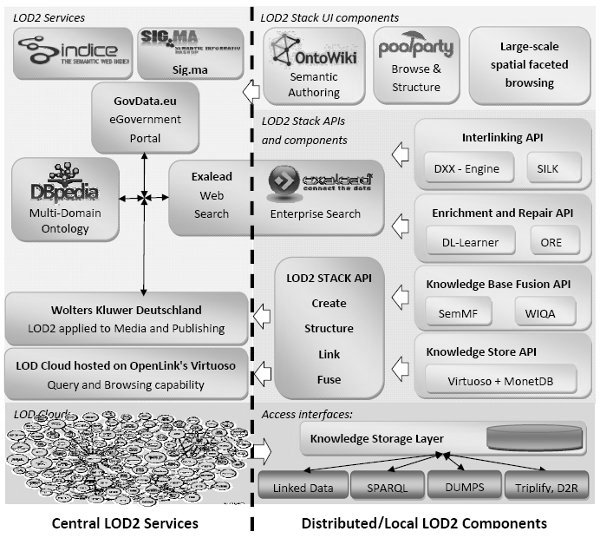 LOD2 Services
sindice
THE SEMANTIC WEB INDEX
SIG.MA
SEMANTIC INFORMATION
Sig.ma
GovData.eu
eGovernment
Portal
DBpedia
Multi-Domain
Ontology
Exalead
Web
Search
exalead
connect the dots
Enterprise Search
Wolters Kluwer Deutschland
LOD2 applied to Media and Publishing
LOD Cloud hosted on OpenLink's Virtuoso
Query and Browsing capability
LOD Cloud:
Central LOD2 Services
LOD2 Stack UI components
OntoWiki
Semantic
Authoring
poolparty
Browse &
Structure
Large-scale
spatial faceted
browsing
LOD2 Stack APIs
and components
Interlinking API
DXX - Engine
SILK
Enrichment and Repair API
DL-Learner
ORE
LOD2 STACK API
Create
Structure
Link
Fuse
Knowledge Base Fusion API
SemMF
WIQA
Knowledge Store API
Virtuoso + MonetDB
Access interfaces:
Knowledge Storage Layer
Linked Data
SPARQL
DUMPS
Triplify, D2R
Distributed/Local LOD2 Components